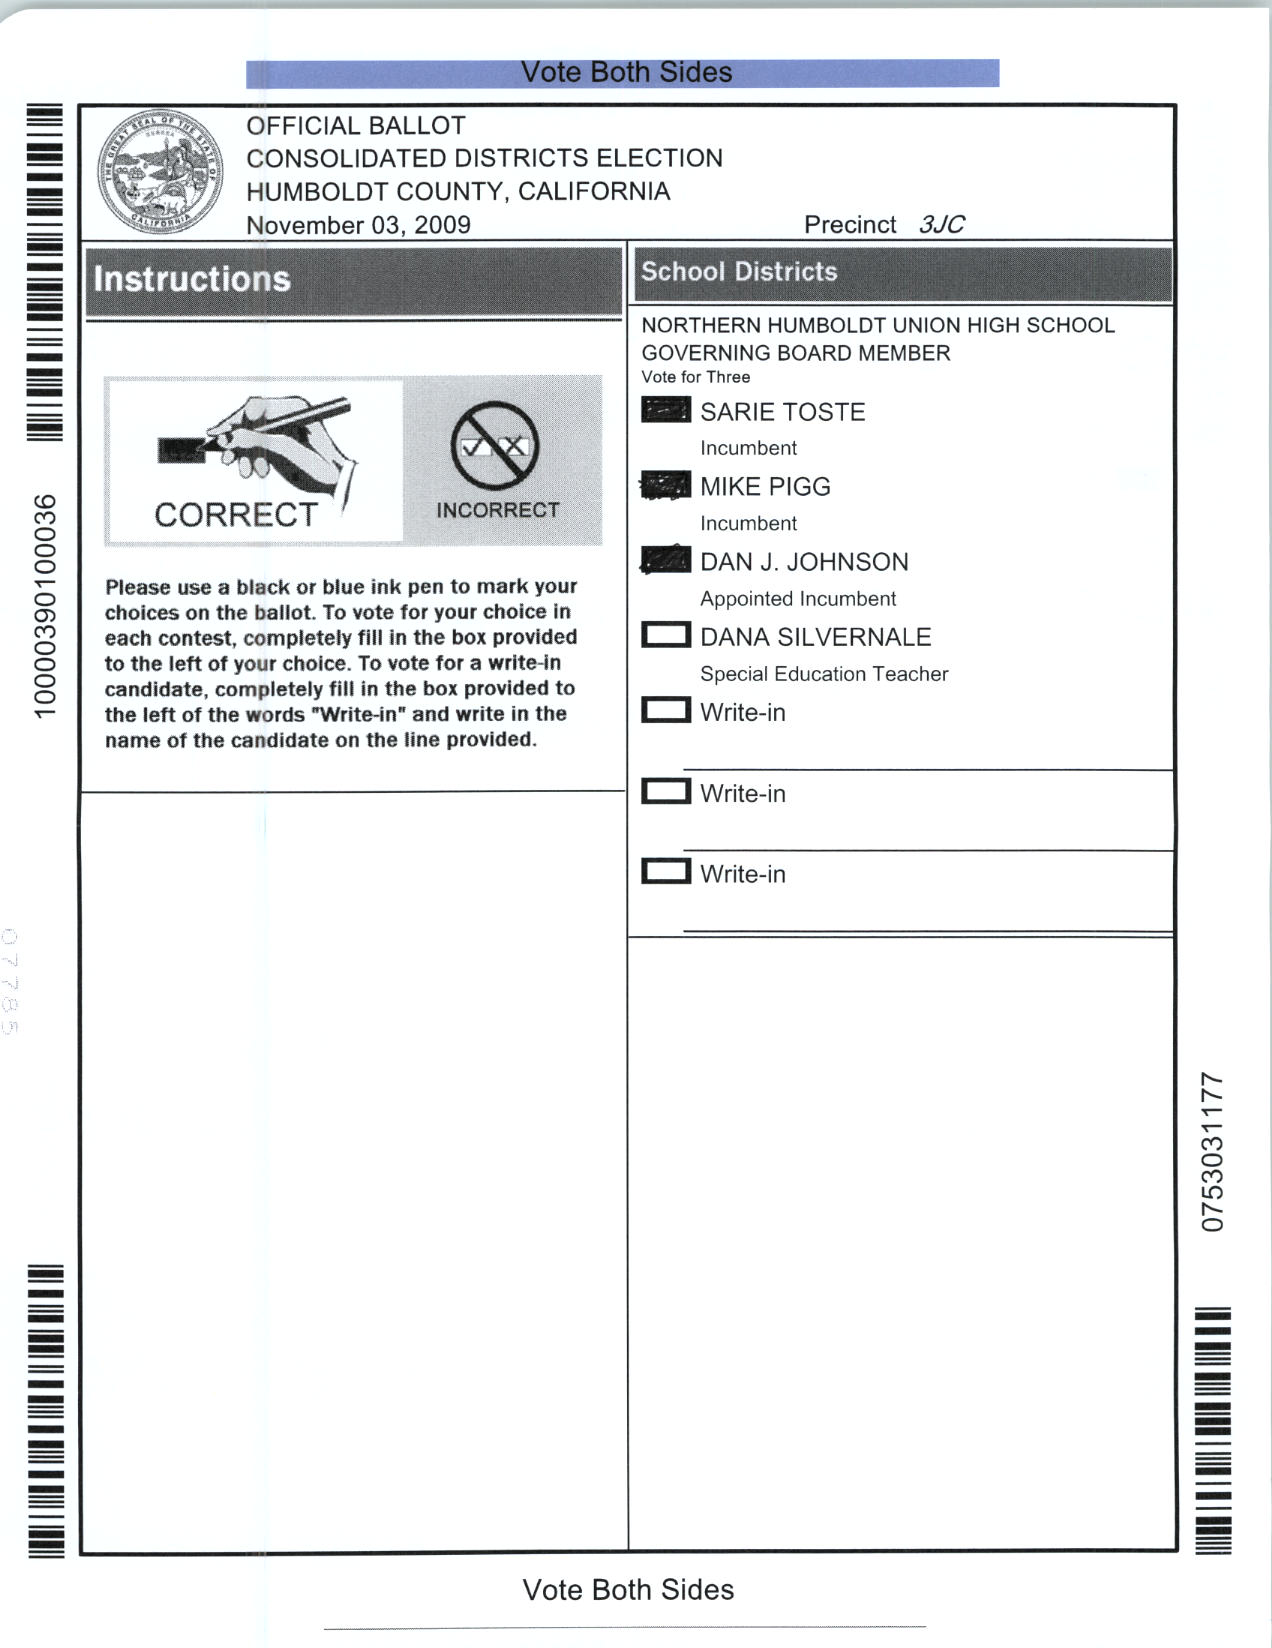 Vote Both Sides
OFFICIAL BALLOT
CONSOLIDATED DISTRICTS ELECTION
HUMBOLDT COUNTY, CALIFORNIA
November 03, 2009
Precinct 3JC
THE GREAT SEAL OF THE STATE OF CALIFORNIA
EUREKA
Instructions
CORRECT
INCORRECT
Please use a black or blue ink pen to mark your
choices on the ballot. To vote for your choice in
each contest, completely fill in the box provided
to the left of your choice. To vote for a write-in
candidate, completely fill in the box provided to
the left of the words "Write-in" and write in the
name of the candidate on the line provided.
School Districts
NORTHERN HUMBOLDT UNION HIGH SCHOOL
GOVERNING BOARD MEMBER
Vote for Three
SARIE TOSTE
Incumbent
MIKE PIGG
Incumbent
DAN J. JOHNSON
Appointed Incumbent
DANA SILVERNALE
Special Education Teacher
Write-in
Write-in
Write-in
10000390100036
07785
0753031177
Vote Both Sides